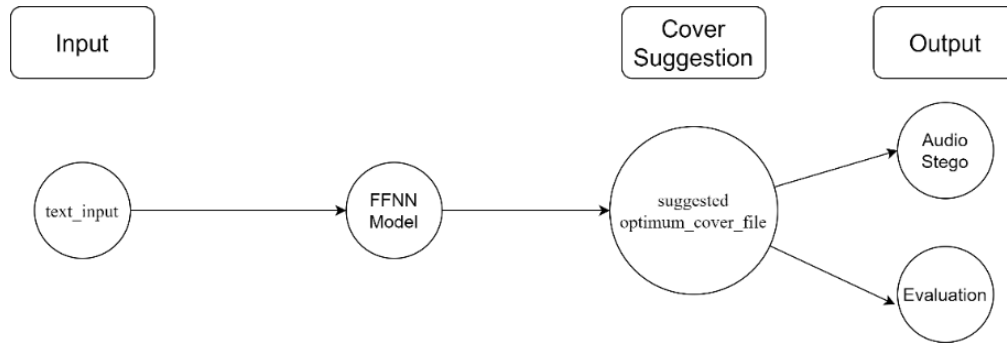 Input
Cover
Suggestion
Output
text_input
FFNN
Model
suggested
optimum_cover_file
Audio
Stego
Evaluation